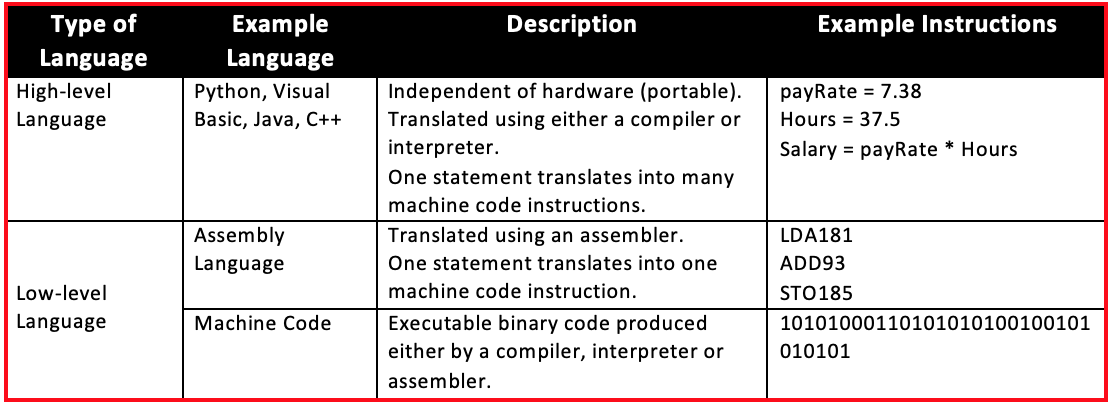 Type of Language
Example Language
Description
Example Instructions
High-level
Language
Python, Visual
Basic, Java, C++
Independent of hardware (portable).
Translated using either a compiler or
interpreter.
One statement translates into many
machine code instructions.
payRate = 7.38
Hours = 37.5
Salary = payRate * Hours
Low-level
Language
Assembly
Language
Translated using an assembler.
One statement translates into one
machine code instruction.
LDA181
ADD93
STO185
Machine Code
Executable binary code produced
either by a compiler, interpreter or
assembler.
10101000110101010100100101
010101